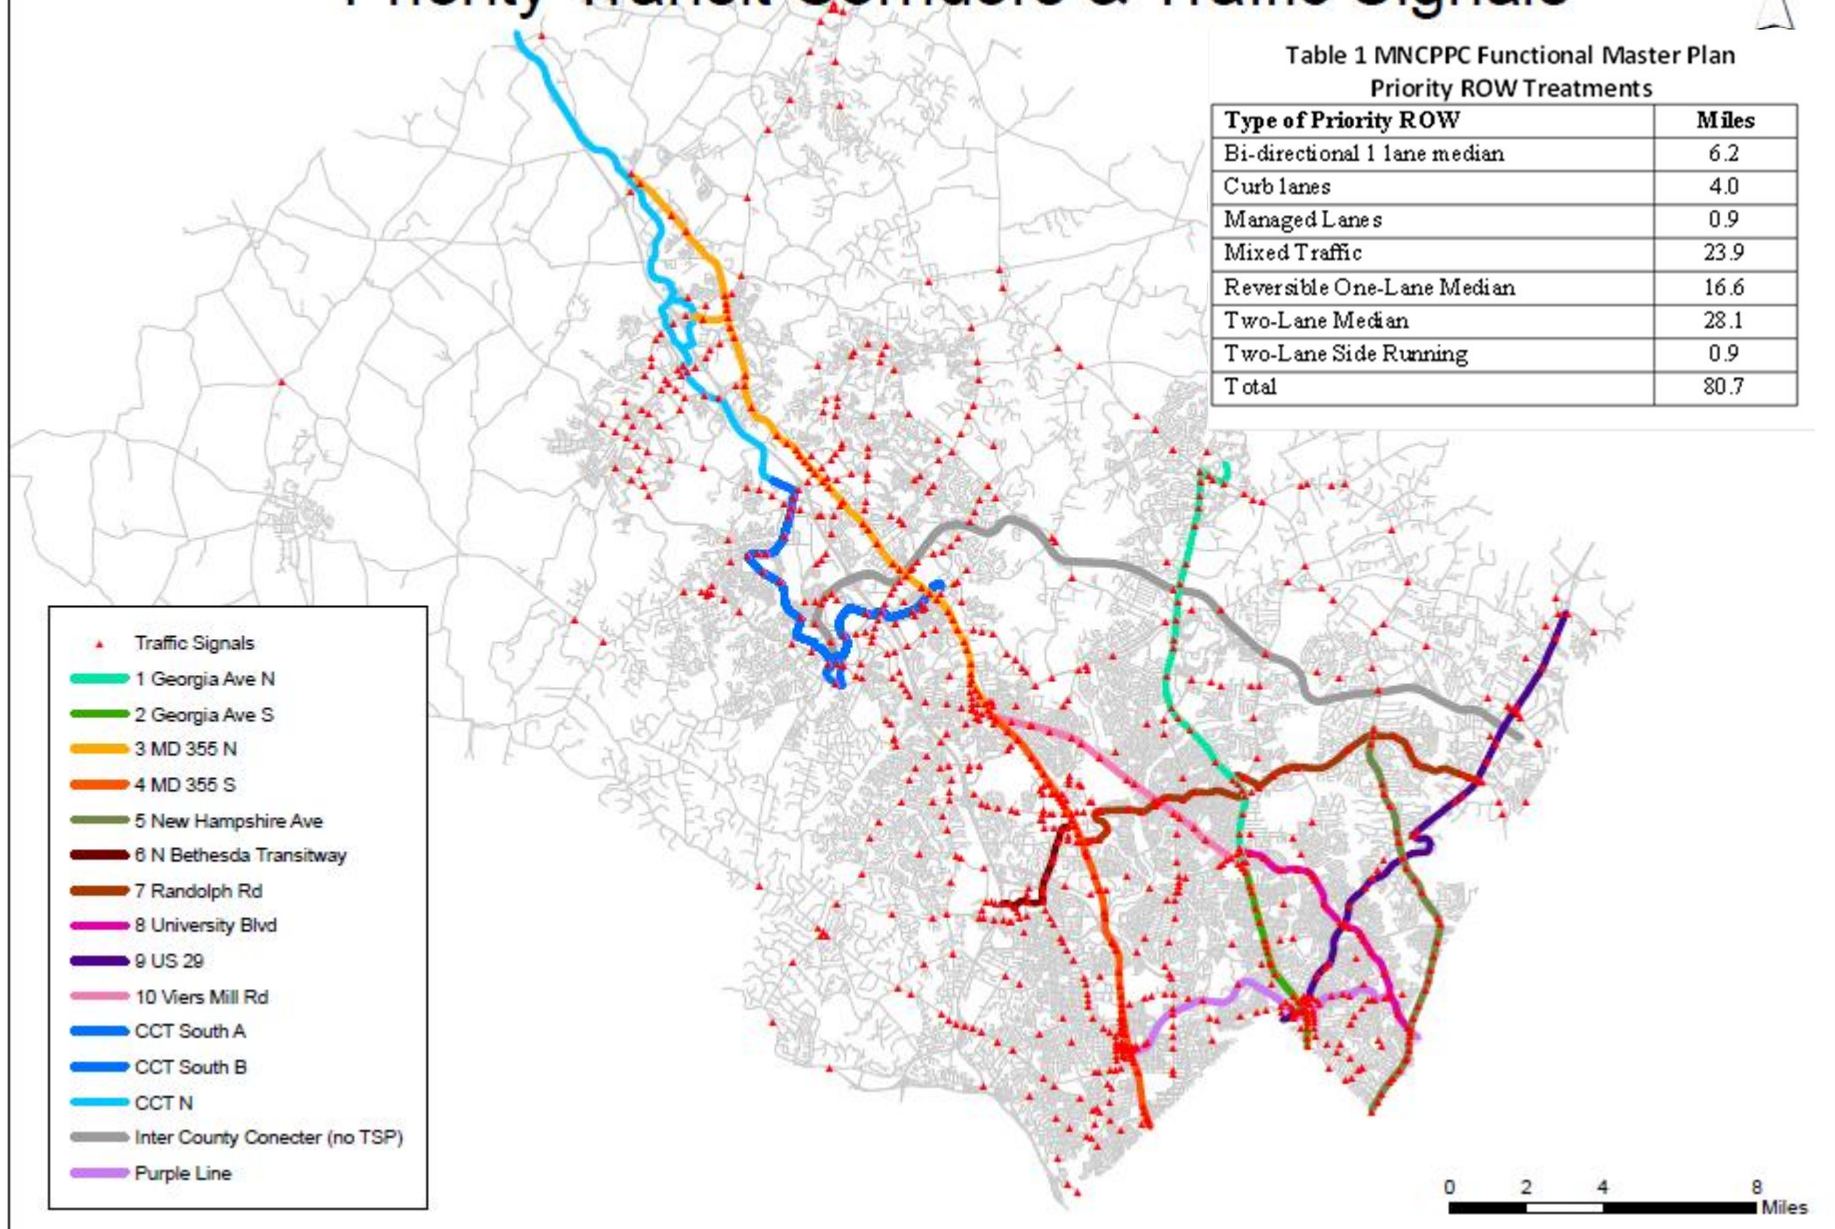 Priority Transit Corridors & Traffic Signals
Table 1 MNCPPC Functional Master Plan
Priority ROW Treatments
Type of Priority ROW Miles
Bi-directional 1 lane median 6.2
Curb lanes 4.0
Managed Lanes 0.9
Mixed Traffic 23.9
Reversible One-Lane Median 16.6
Two-Lane Median 28.1
Two-Lane Side Running 0.9
Total 80.7
Traffic Signals
1 Georgia Ave N
2 Georgia Ave S
3 MD 355 N
4 MD 355 S
5 New Hampshire Ave
6 N Bethesda Transitway
7 Randolph Rd
8 University Blvd
9 US 29
10 Viers Mill Rd
CCT South A
CCT South B
CCT N
Inter County Conecter (no TSP)
Purple Line
0 2 4 8
Miles